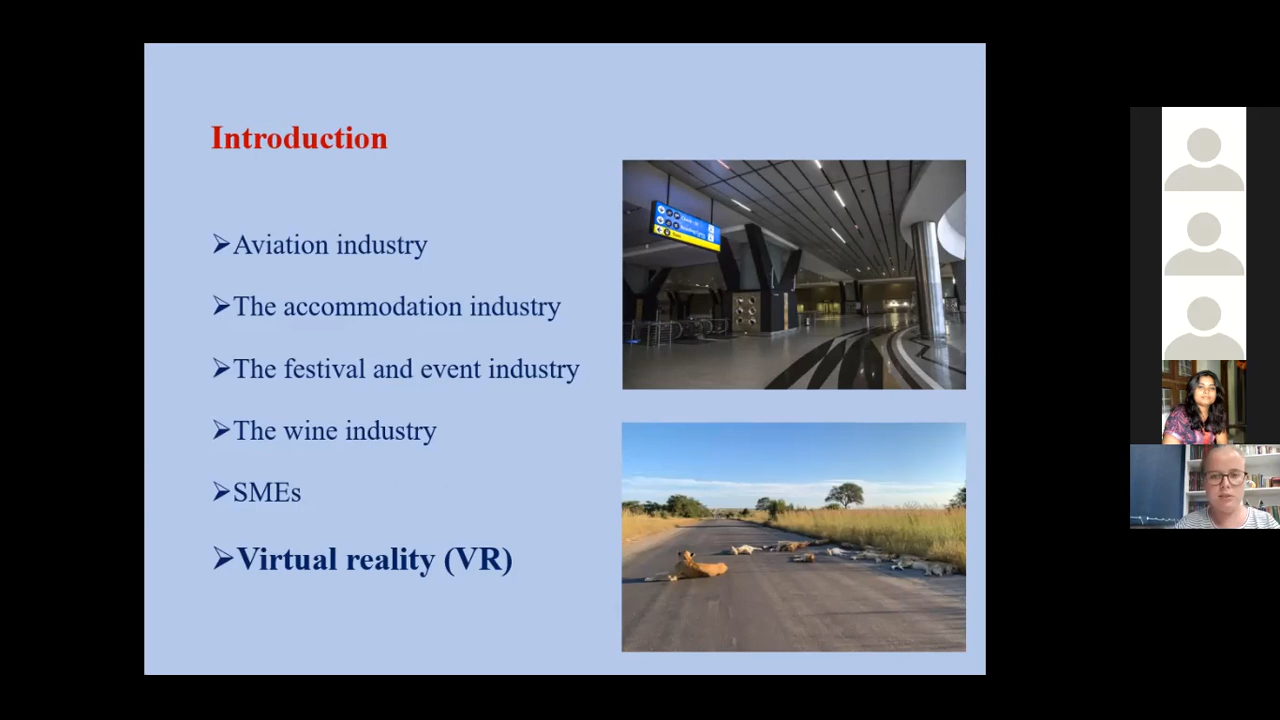 Introduction
➢Aviation industry
➢The accommodation industry
➢The festival and event industry
➢The wine industry
➢SMEs
➢Virtual reality (VR)